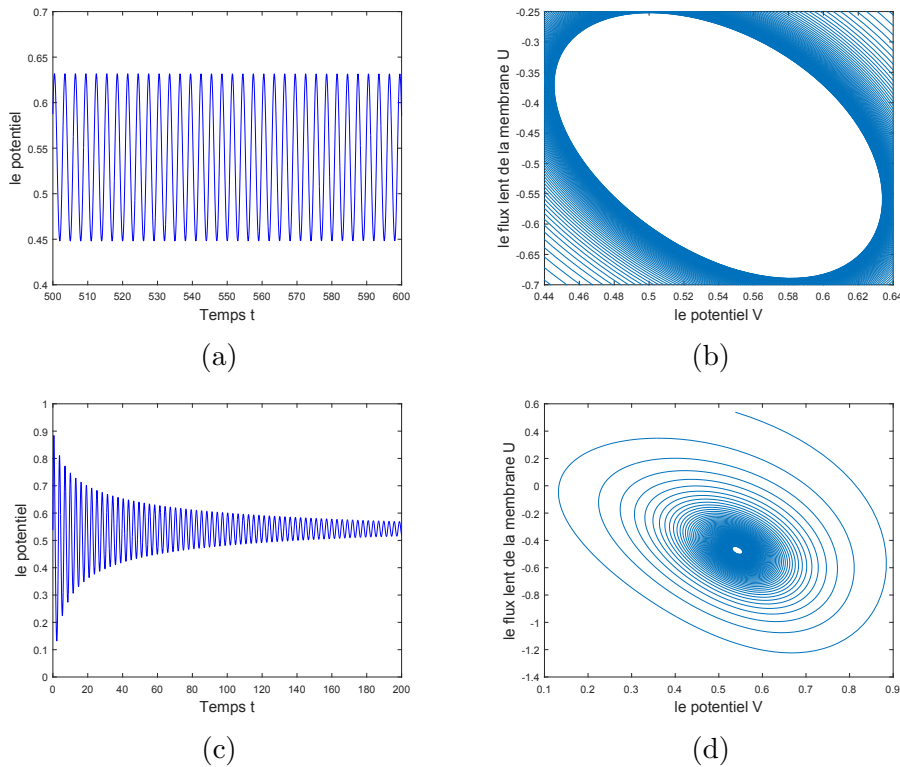 0.7
0.65
0.6
0.55
0.5
0.45
0.4
le potentiel
500 510 520 530 540 550 560 570 580 590 600
Temps t
(a)
-0.25
-0.3
-0.35
-0.4
-0.45
-0.5
-0.55
-0.6
-0.65
-0.7
le flux lent de la membrane U
0.44 0.46 0.48 0.5 0.52 0.54 0.56 0.58 0.6 0.62 0.64
le potentiel V
(b)
1
0.9
0.8
0.7
0.6
0.5
0.4
0.3
0.2
0.1
0
le potentiel
0 20 40 60 80 100 120 140 160 180 200
Temps t
(c)
0.6
0.4
0.2
0
-0.2
-0.4
-0.6
-0.8
-1
-1.2
-1.4
le flux lent de la membrane U
0.1 0.2 0.3 0.4 0.5 0.6 0.7 0.8 0.9
le potentiel V
(d)